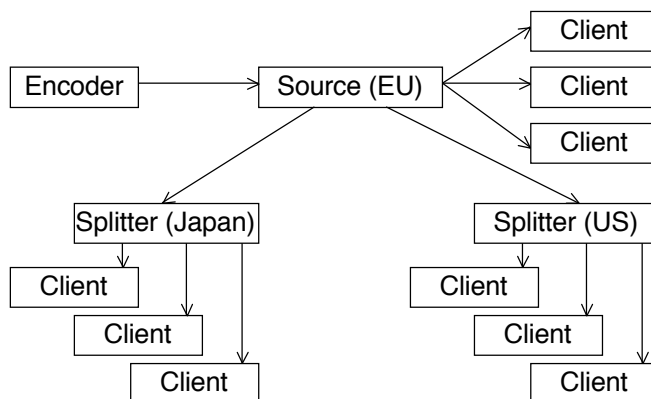 Client
Encoder
Source (EU)
Client
Client
Splitter (Japan)
Splitter (US)
Client
Client
Client
Client
Client
Client